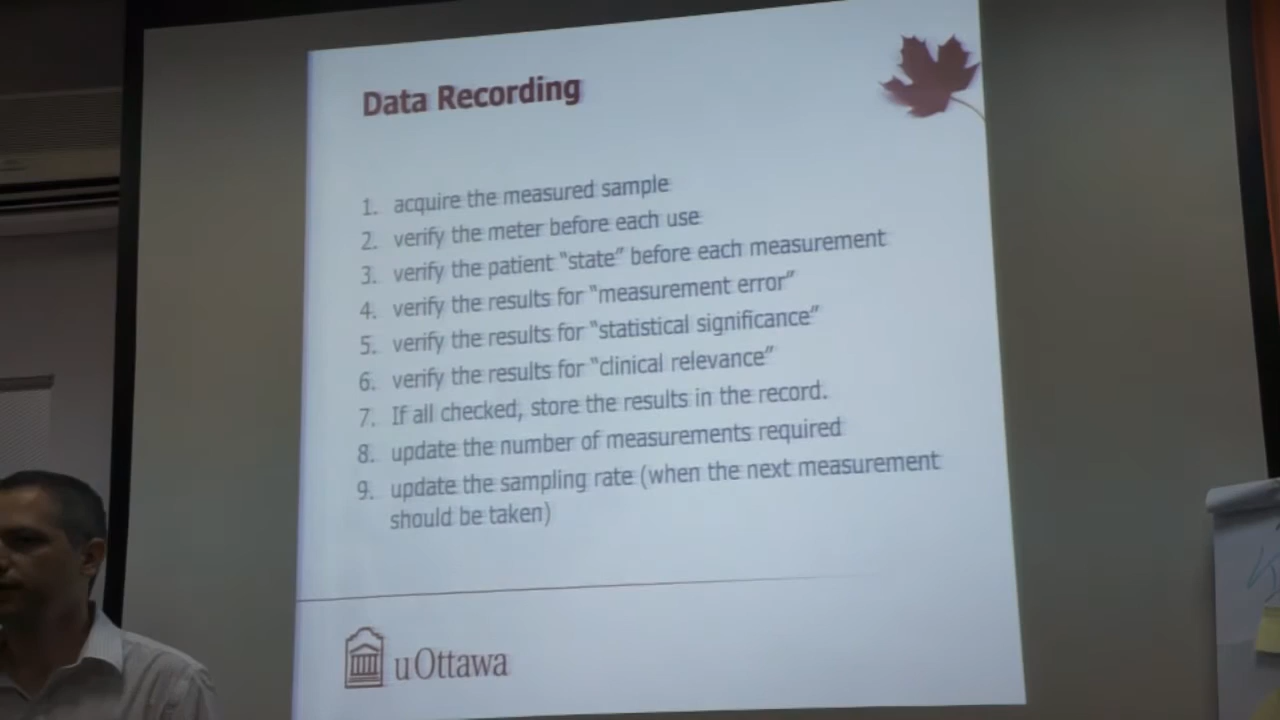 Data Recording
1. acquire the measured sample
2. verify the meter before each use
3. verify the patient “state” before each measurement
4. verify the results for “measurement error”
5. verify the results for “statistical significance”
6. verify the results for “clinical relevance”
7. If all checked, store the results in the record.
8. update the number of measurements required
9. update the sampling rate (when the next measurement
should be taken)
uOttawa